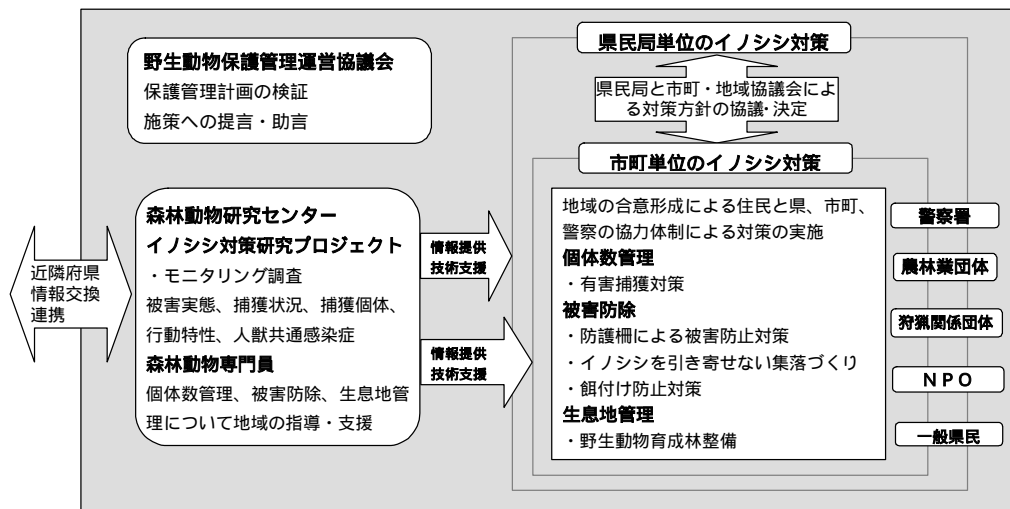 野生動物保護管理運営協議会
保護管理計画の検証
施策への提言・助言
県民局単位のイノシシ対策
県民局と市町・地域協議会によ
る対策方針の協議・決定
市町単位のイノシシ対策
近隣府県
情報交換
連携
森林動物研究センター
イノシシ対策研究プロジェクト
・モニタリング調査
被害実態、捕獲状況、捕獲個体、
行動特性、人獣共通感染症
森林動物専門員
個体数管理、被害防除、生息地管
理について地域の指導・支援
情報提供
技術支援
情報提供
技術支援
地域の合意形成による住民と県、市町、
警察の協力体制による対策の実施
個体数管理
・有害捕獲対策
被害防除
・防護柵による被害防止対策
・イノシシを引き寄せない集落づくり
・餌付け防止対策
生息地管理
・野生動物育成林整備
警察署
農林業団体
狩猟関係団体
ＮＰＯ
一般県民